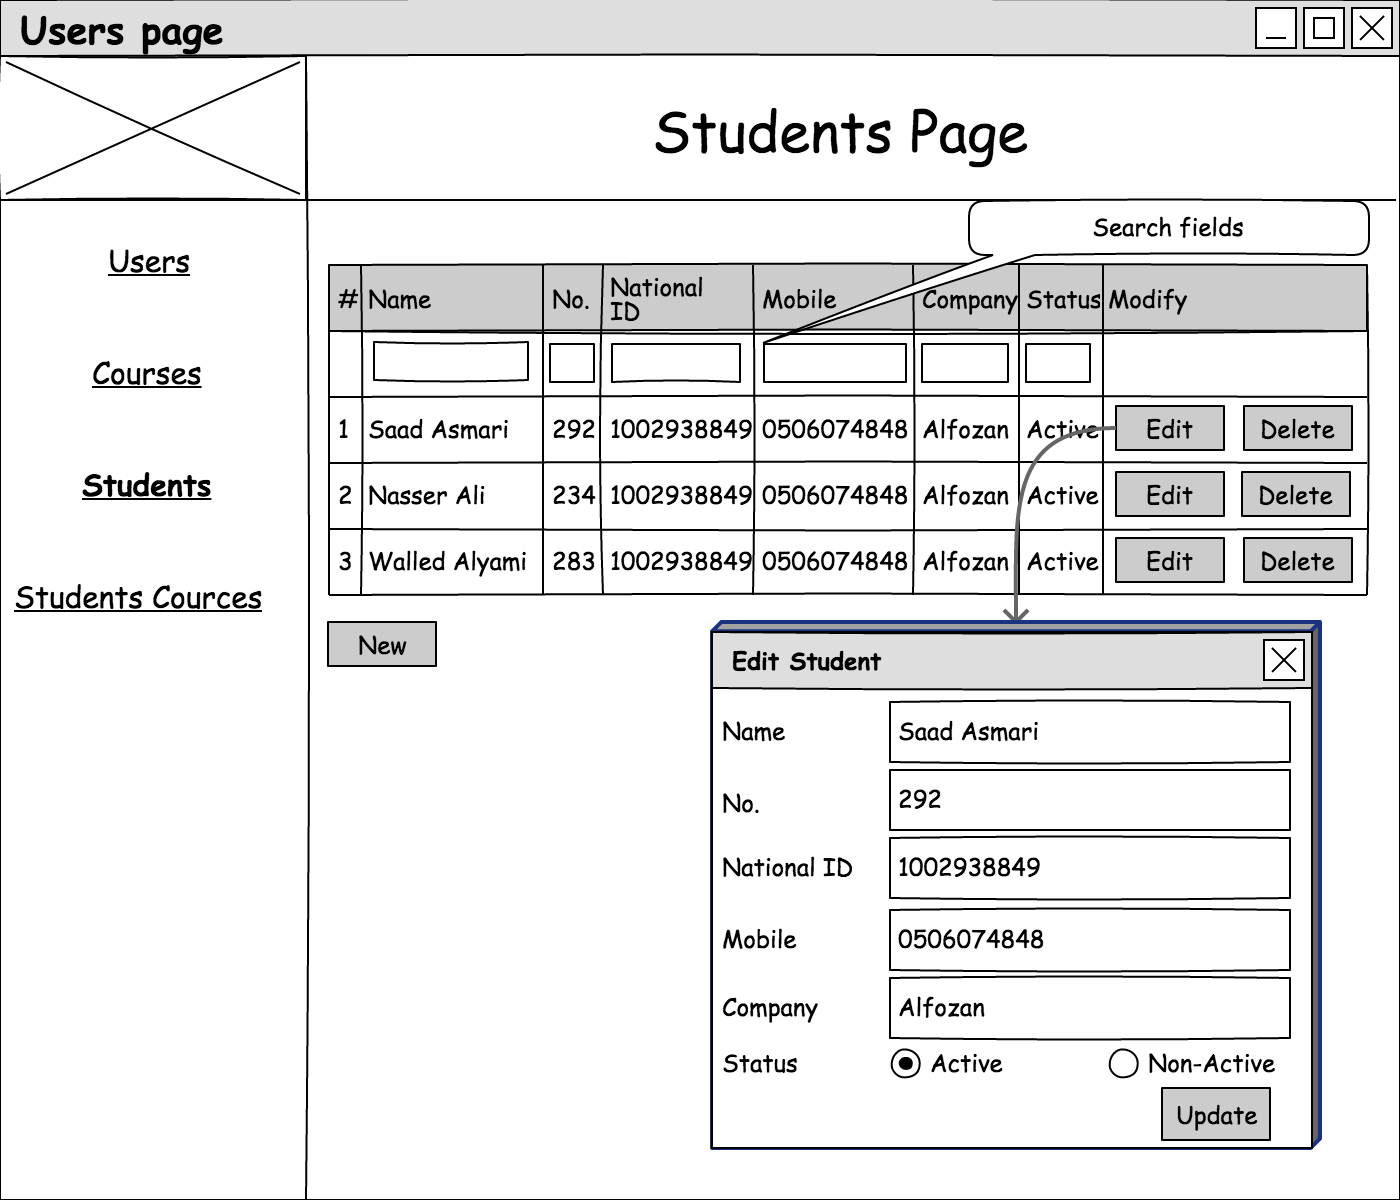 Users page
Students Page
Users
Courses
Students
Students Cources
Search fields
# Name No. National ID Mobile Company Status Modify
1 Saad Asmari 292 1002938849 0506074848 Alfozan Active Edit Delete
2 Nasser Ali 234 1002938849 0506074848 Alfozan Active Edit Delete
3 Walled Alyami 283 1002938849 0506074848 Alfozan Active Edit Delete
New
Edit Student
Name Saad Asmari
No. 292
National ID 1002938849
Mobile 0506074848
Company Alfozan
Status Active Non-Active
Update